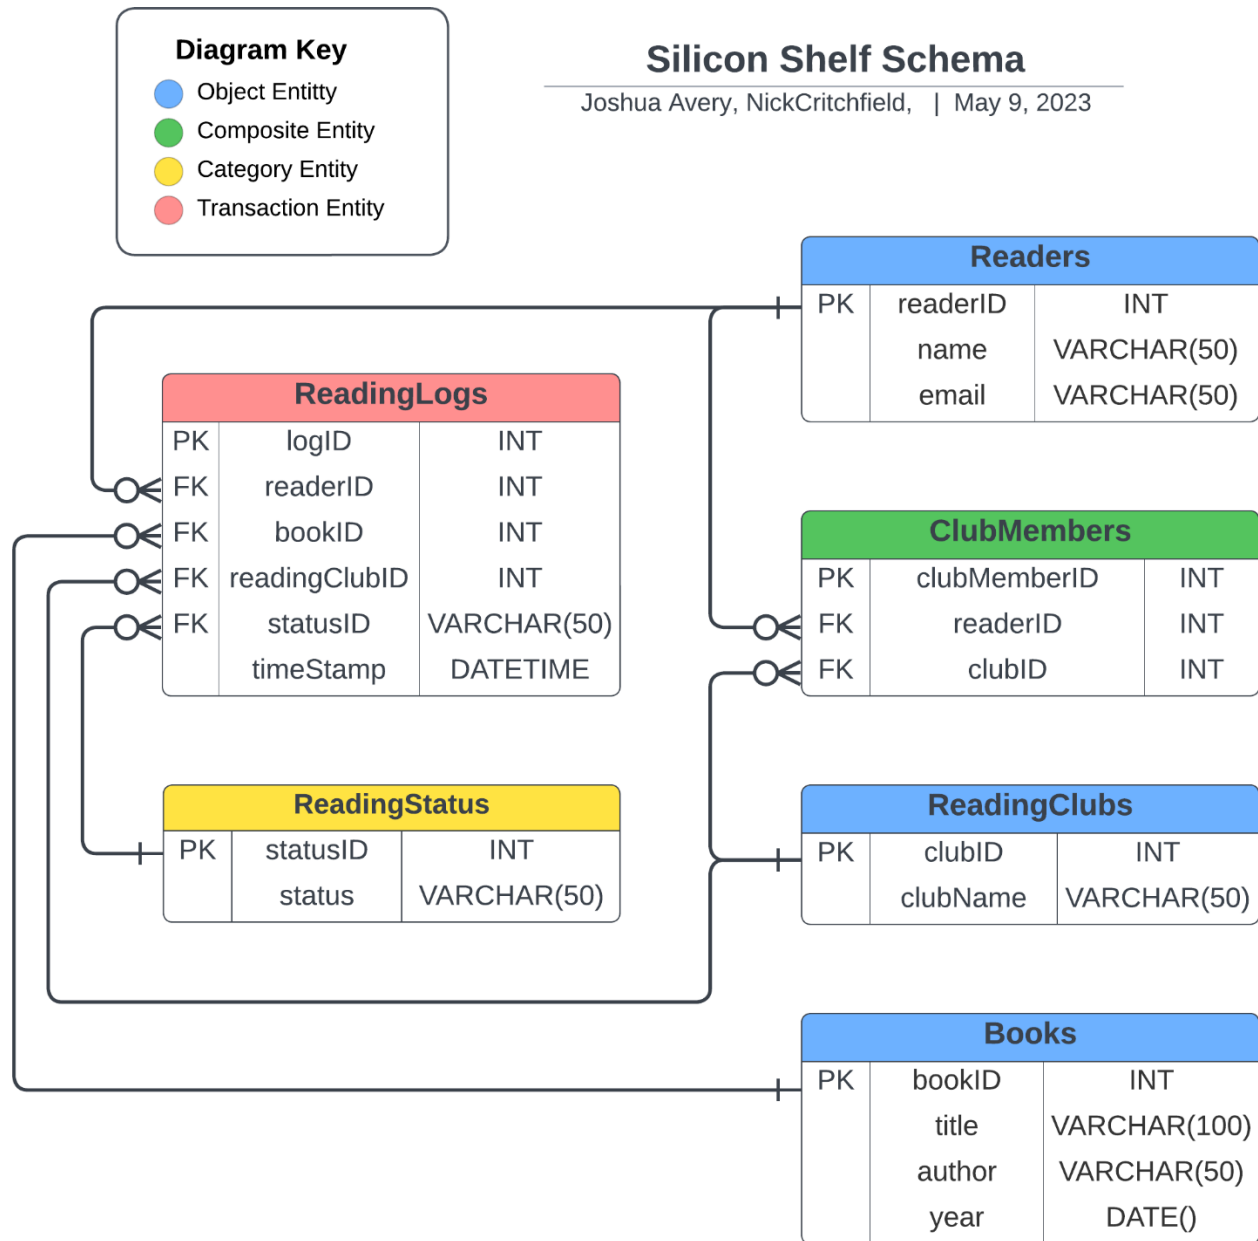 Diagram Key
Object Entitty
Composite Entity
Category Entity
Transaction Entity
Silicon Shelf Schema
Joshua Avery, NickCritchfield, | May 9, 2023
Readers
PK readerID INT
name VARCHAR(50)
email VARCHAR(50)
ReadingLogs
PK logID INT
FK readerID INT
FK bookID INT
FK readingClubID INT
FK statusID VARCHAR(50)
timeStamp DATETIME
ClubMembers
PK clubMemberID INT
FK readerID INT
FK clubID INT
ReadingStatus
PK statusID INT
status VARCHAR(50)
ReadingClubs
PK clubID INT
clubName VARCHAR(50)
Books
PK bookID INT
title VARCHAR(100)
author VARCHAR(50)
year DATE()